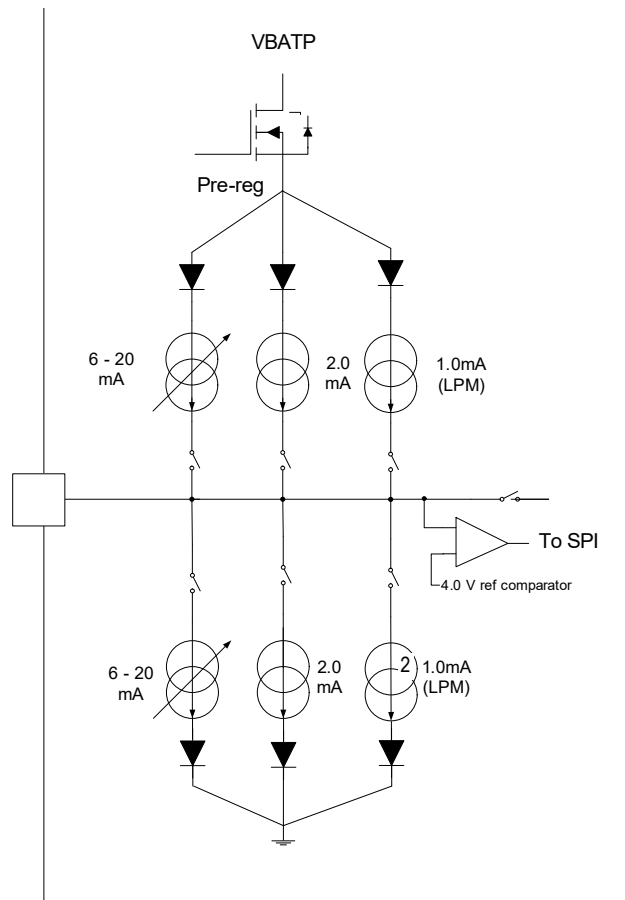 VBATP
Pre-reg
6 - 20
mA
2.0
mA
1.0mA
(LPM)
To SPI
4.0 V ref comparator
6 - 20
mA
2.0
mA
2
1.0mA
(LPM)